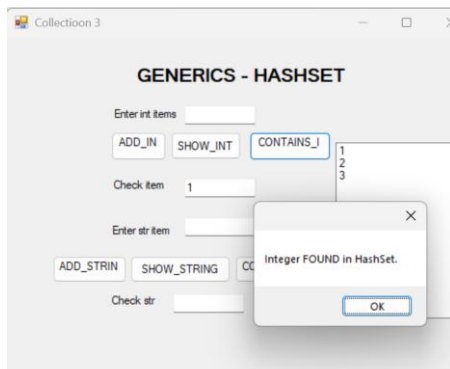 Collectioon 3
GENERICS - HASHSET
Enter int items
ADD_IN SHOW_INT CONTAINS_I
1
2
3
Check item 1
Enter str item
Integer FOUND in HashSet.
OK
ADD_STRIN SHOW_STRING CO
Check str